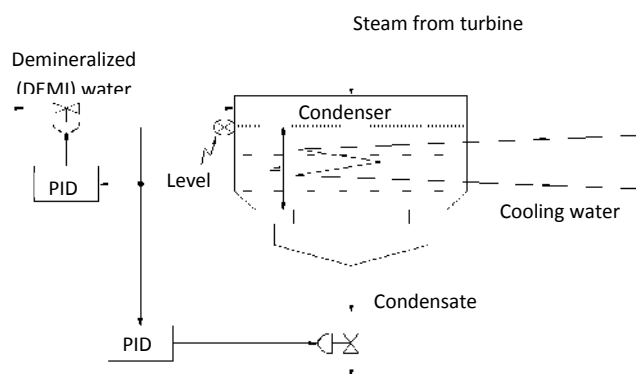 Steam from turbine
Demineralized
(DEMI) water
Condenser
Level
PID
Cooling water
Condensate
PID